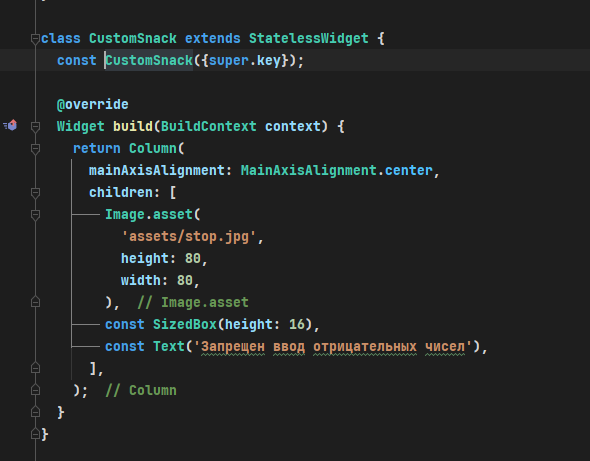 class CustomSnack extends StatelessWidget {
  const CustomSnack({super.key});

  @override
  Widget build(BuildContext context) {
    return Column(
      mainAxisAlignment: MainAxisAlignment.center,
      children: [
        Image.asset(
          'assets/stop.jpg',
          height: 80,
          width: 80,
        ),  // Image.asset
        const SizedBox(height: 16),
        const Text('Запрещен ввод отрицательных чисел'),
      ],
    );  // Column
  }
}